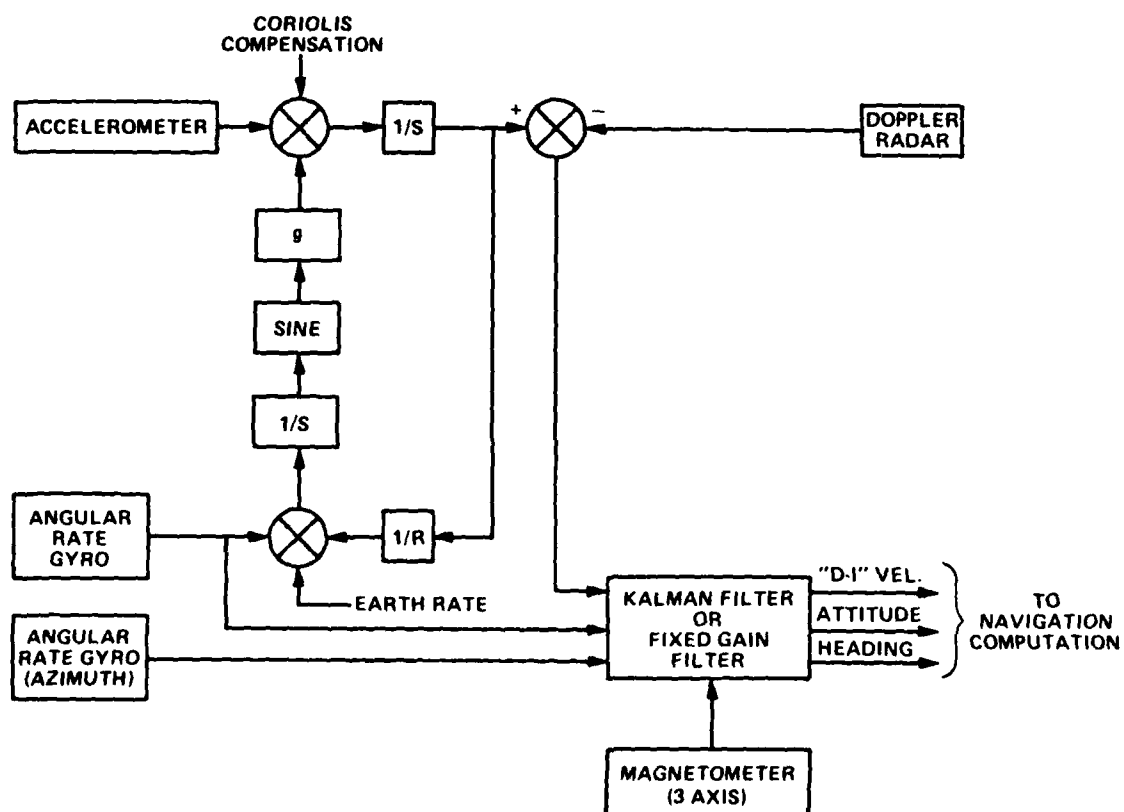 CORIOLIS
COMPENSATION
ACCELEROMETER
1/S
+
−
DOPPLER
RADAR
g
SINE
1/S
ANGULAR
RATE
GYRO
1/R
EARTH RATE
ANGULAR
RATE GYRO
(AZIMUTH)
KALMAN FILTER
OR
FIXED GAIN
FILTER
"D-I" VEL.
ATTITUDE
HEADING
TO
NAVIGATION
COMPUTATION
MAGNETOMETER
(3 AXIS)